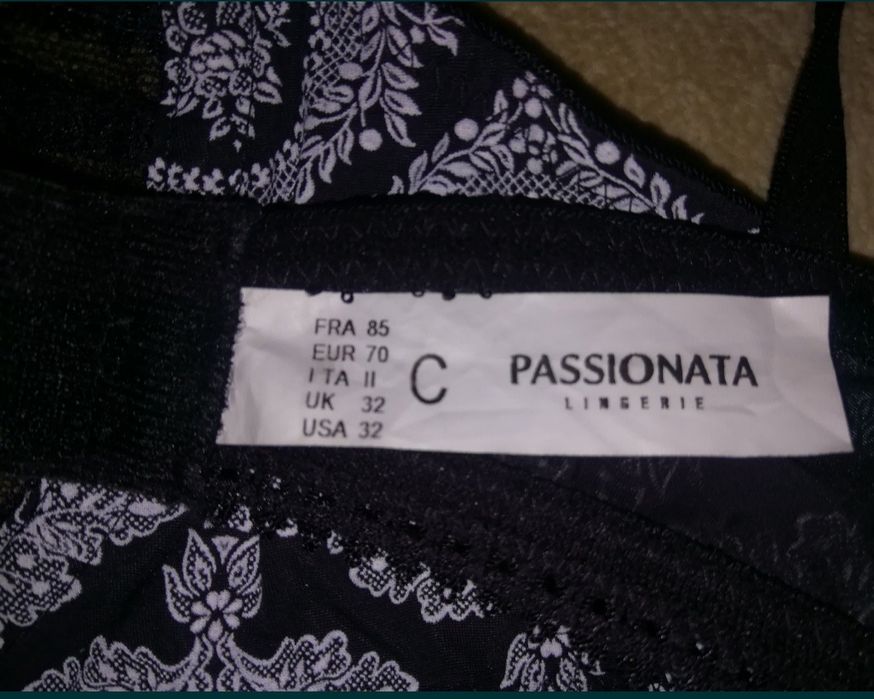 FRA 85
EUR 70
ITA II
UK 32
USA 32
C
PASSIONATA
LINGERIE